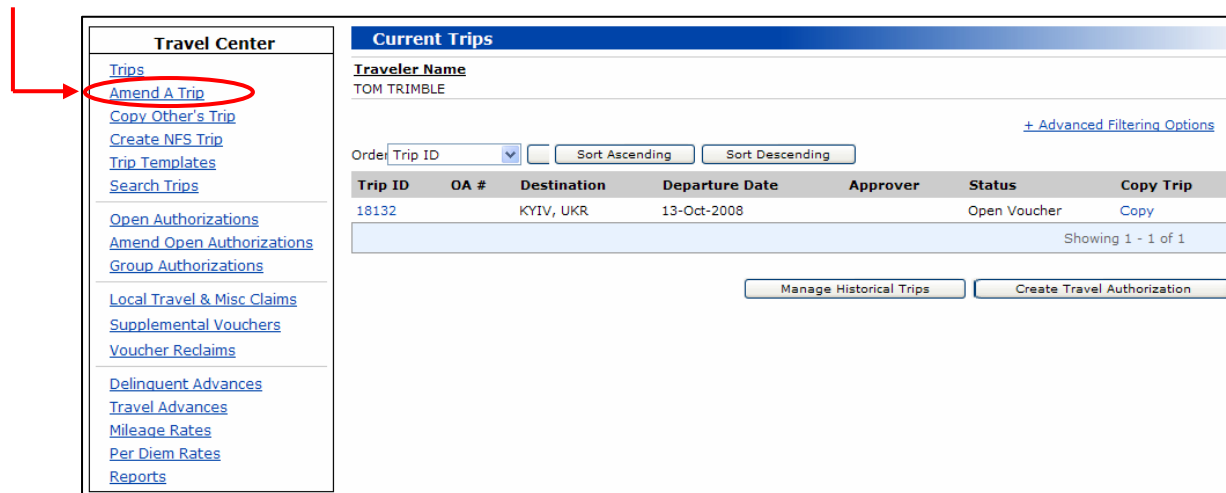 Travel Center
Trips
Amend A Trip
Copy Other's Trip
Create NFS Trip
Trip Templates
Search Trips
Open Authorizations
Amend Open Authorizations
Group Authorizations
Local Travel & Misc Claims
Supplemental Vouchers
Voucher Reclaims
Delinquent Advances
Travel Advances
Mileage Rates
Per Diem Rates
Reports
Current Trips
Traveler Name
TOM TRIMBLE
+ Advanced Filtering Options
Order Trip ID Sort Ascending Sort Descending
Trip ID OA # Destination Departure Date Approver Status Copy Trip
18132 KYIV, UKR 13-Oct-2008 Open Voucher Copy
Showing 1 - 1 of 1
Manage Historical Trips Create Travel Authorization